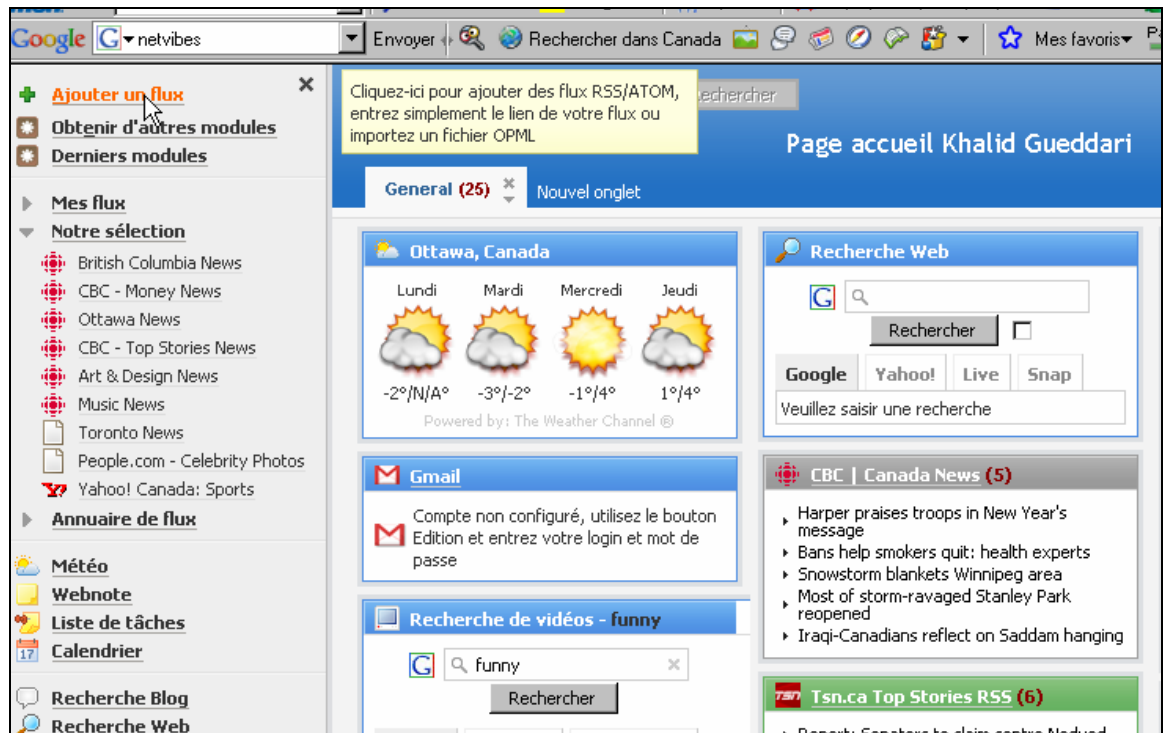 Google G netvibes Envoyer Rechercher dans Canada Mes favoris
Ajouter un flux
Obtenir d'autres modules
Derniers modules
Mes flux
Notre sélection
British Columbia News
CBC - Money News
Ottawa News
CBC - Top Stories News
Art & Design News
Music News
Toronto News
People.com - Celebrity Photos
Yahoo! Canada: Sports
Annuaire de flux
Météo
Webnote
Liste de tâches
17 Calendrier
Recherche Blog
Recherche Web
Cliquez-ici pour ajouter des flux RSS/ATOM,
entrez simplement le lien de votre flux ou
importez un fichier OPML
echercher
Page accueil Khalid Gueddari
General (25) Nouvel onglet
Ottawa, Canada
Lundi Mardi Mercredi Jeudi
-2°/N/A° -3°/-2° -1°/4° 1°/4°
Powered by: The Weather Channel ®
Gmail
Compte non configuré, utilisez le bouton
Edition et entrez votre login et mot de
passe
Recherche de vidéos - funny
G funny
Rechercher
Recherche Web
G
Rechercher
Google Yahoo! Live Snap
Veuillez saisir une recherche
CBC | Canada News (5)
Harper praises troops in New Year's
message
Bans help smokers quit: health experts
Snowstorm blankets Winnipeg area
Most of storm-ravaged Stanley Park
reopened
Iraqi-Canadians reflect on Saddam hanging
TSN Tsn.ca Top Stories RSS (6)